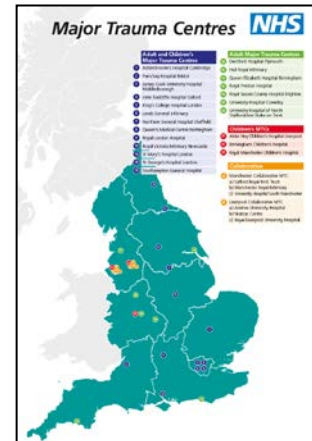 Major Trauma Centres
NHS
Adult and Children's
Major Trauma Centres
Addenbrooke's Hospital Cambridge
Frenchay Hospital Bristol
James Cook University Hospital
Middlesbrough
John Radcliffe Hospital Oxford
King's College Hospital London
Leeds General Infirmary
Northern General Hospital Sheffield
Queen's Medical Centre Nottingham
Royal London Hospital
Royal Victoria Infirmary Newcastle
St Mary's Hospital London
St George's Hospital London
Southampton General Hospital
Adult Major Trauma Centres
Derriford Hospital Plymouth
Hull Royal Infirmary
Queen Elizabeth Hospital Birmingham
Royal Preston Hospital
Royal Sussex County Hospital Brighton
University Hospital Coventry
University Hospital of North
Staffordshire Stoke on Trent
Children's MTCs
Alder Hey Children's Hospital Liverpool
Birmingham Children's Hospital
Royal Manchester Children's Hospital
Collaborative
Manchester Collaborative MTC
Salford Royal
Manchester Royal Infirmary
University Hospital South Manchester
Liverpool Collaborative MTC
Aintree University Hospital
Walton Centre
Royal Liverpool University Hospital